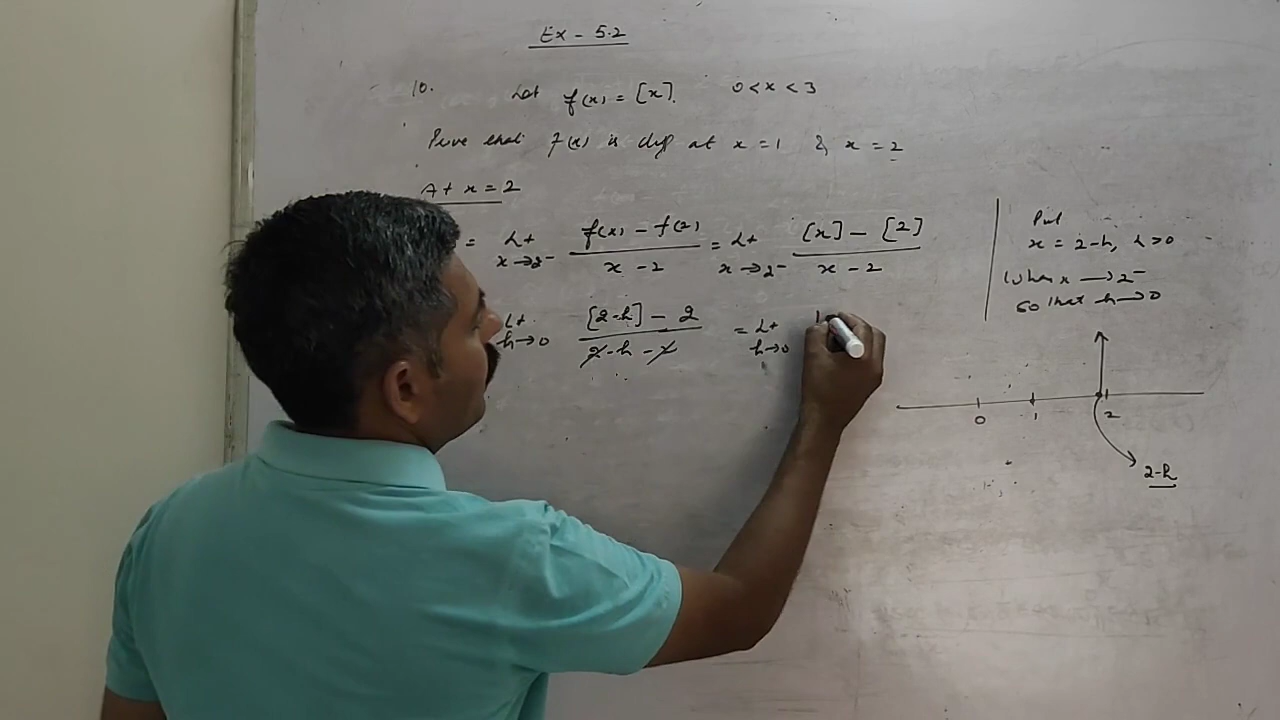 Ex - 5.2
10. Let f(x) = [x]. 0 < x < 3
Prove that f(x) is diff at x = 1 & x = 2
At x = 2
= Lt x→2⁻ f(x) - f(2) / x - 2 = Lt x→2⁻ [x] - [2] / x - 2
Lt h→0 [2-h] - 2 / 2 - h - 2 = Lt h→0 1
Put
x = 2-h, h>0
When x → 2⁻
So that h → 0
0 1 2
2-h